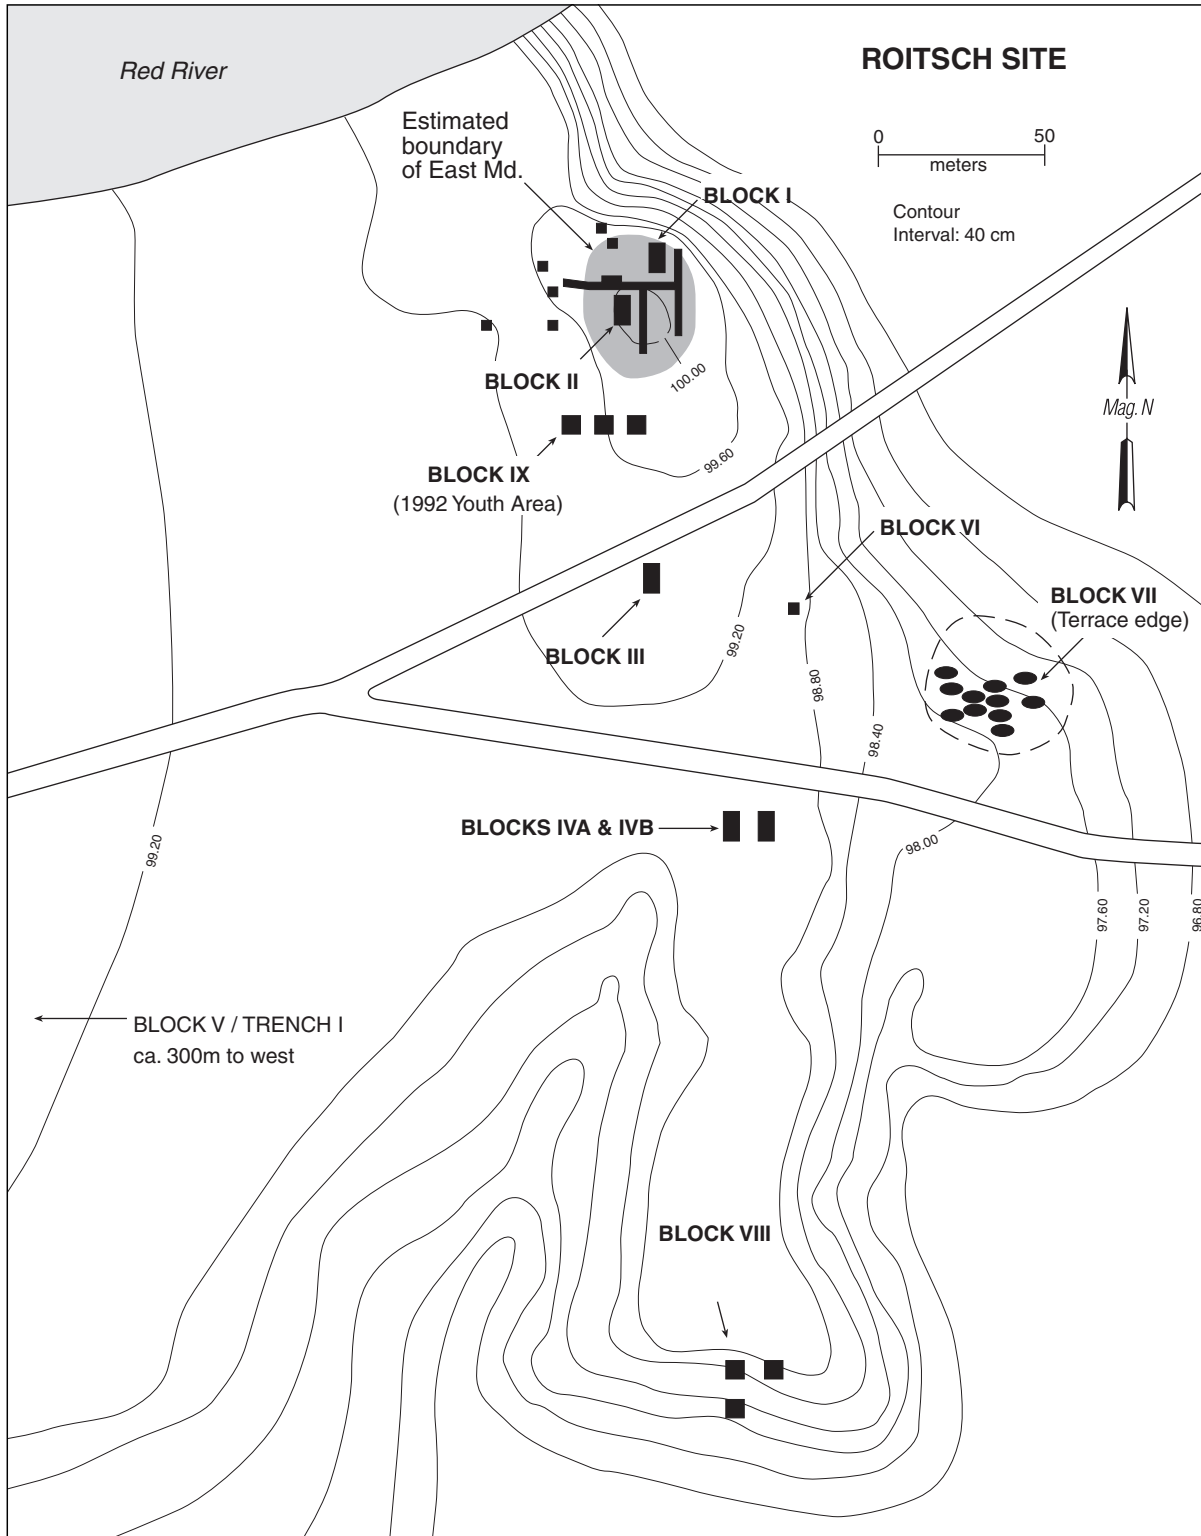 Red River
ROITSCH SITE
0 50
meters
Contour
Interval: 40 cm
Estimated
boundary
of East Md.
BLOCK I
BLOCK II
100.00
Mag. N
99.60
BLOCK IX
(1992 Youth Area)
BLOCK VI
BLOCK VII
(Terrace edge)
BLOCK III
99.20
98.80
98.40
BLOCKS IVA & IVB
98.00
99.20
97.60
97.20
96.80
BLOCK V / TRENCH I
ca. 300m to west
BLOCK VIII